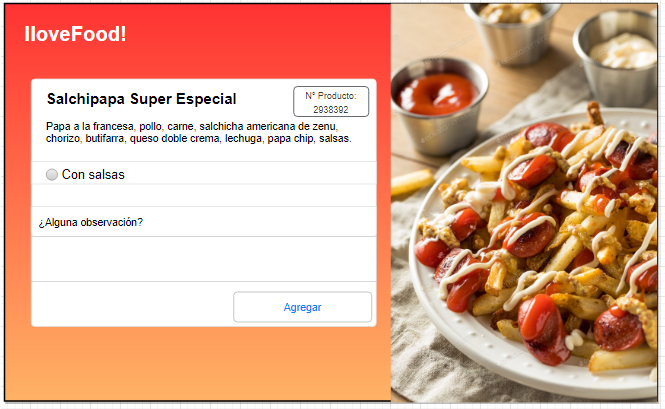 IloveFood!
Salchipapa Super Especial
N° Producto:
2938392
Papa a la francesa, pollo, carne, salchicha americana de zenu,
chorizo, butifarra, queso doble crema, lechuga, papa chip, salsas.
Con salsas
¿Alguna observación?
Agregar